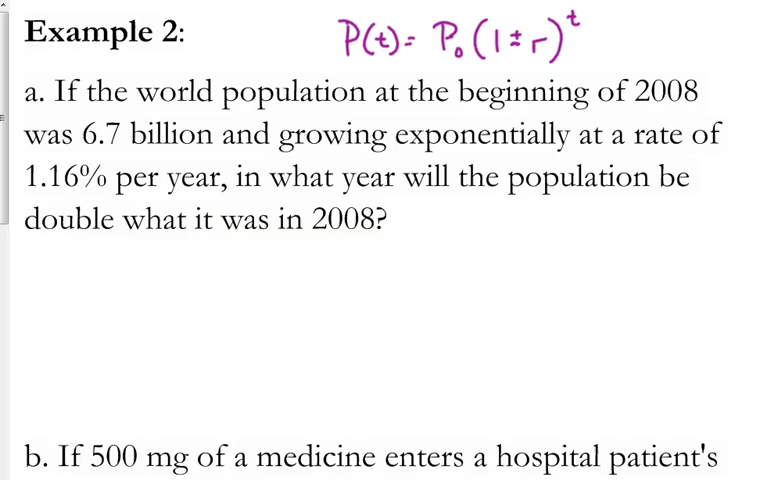 Example 2:
P(t) = P₀ (1 ± r)ᵗ
a. If the world population at the beginning of 2008
was 6.7 billion and growing exponentially at a rate of
1.16% per year, in what year will the population be
double what it was in 2008?
b. If 500 mg of a medicine enters a hospital patient's